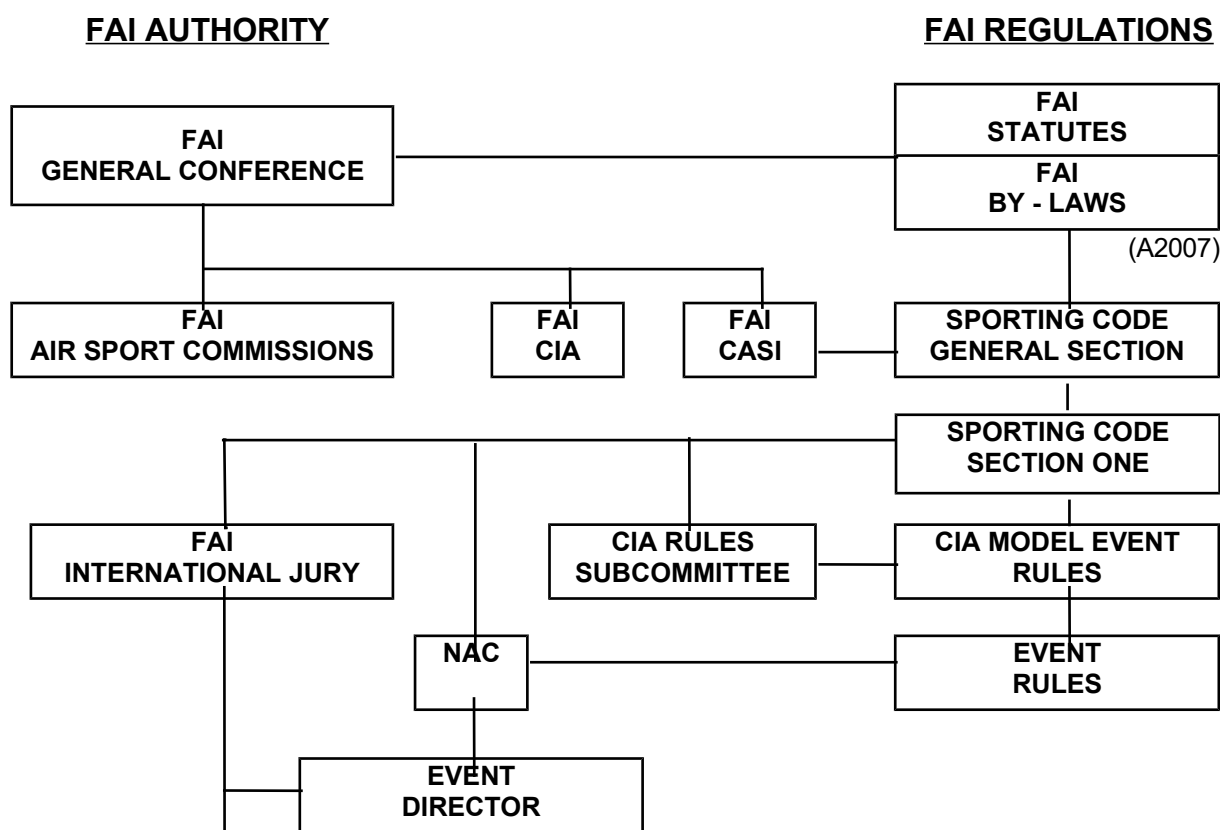 FAI AUTHORITY
FAI REGULATIONS
FAI
GENERAL CONFERENCE
FAI
STATUTES
FAI
BY - LAWS
(A2007)
FAI
AIR SPORT COMMISSIONS
FAI
CIA
FAI
CASI
SPORTING CODE
GENERAL SECTION
SPORTING CODE
SECTION ONE
FAI
INTERNATIONAL JURY
CIA RULES
SUBCOMMITTEE
CIA MODEL EVENT
RULES
NAC
EVENT
RULES
EVENT
DIRECTOR